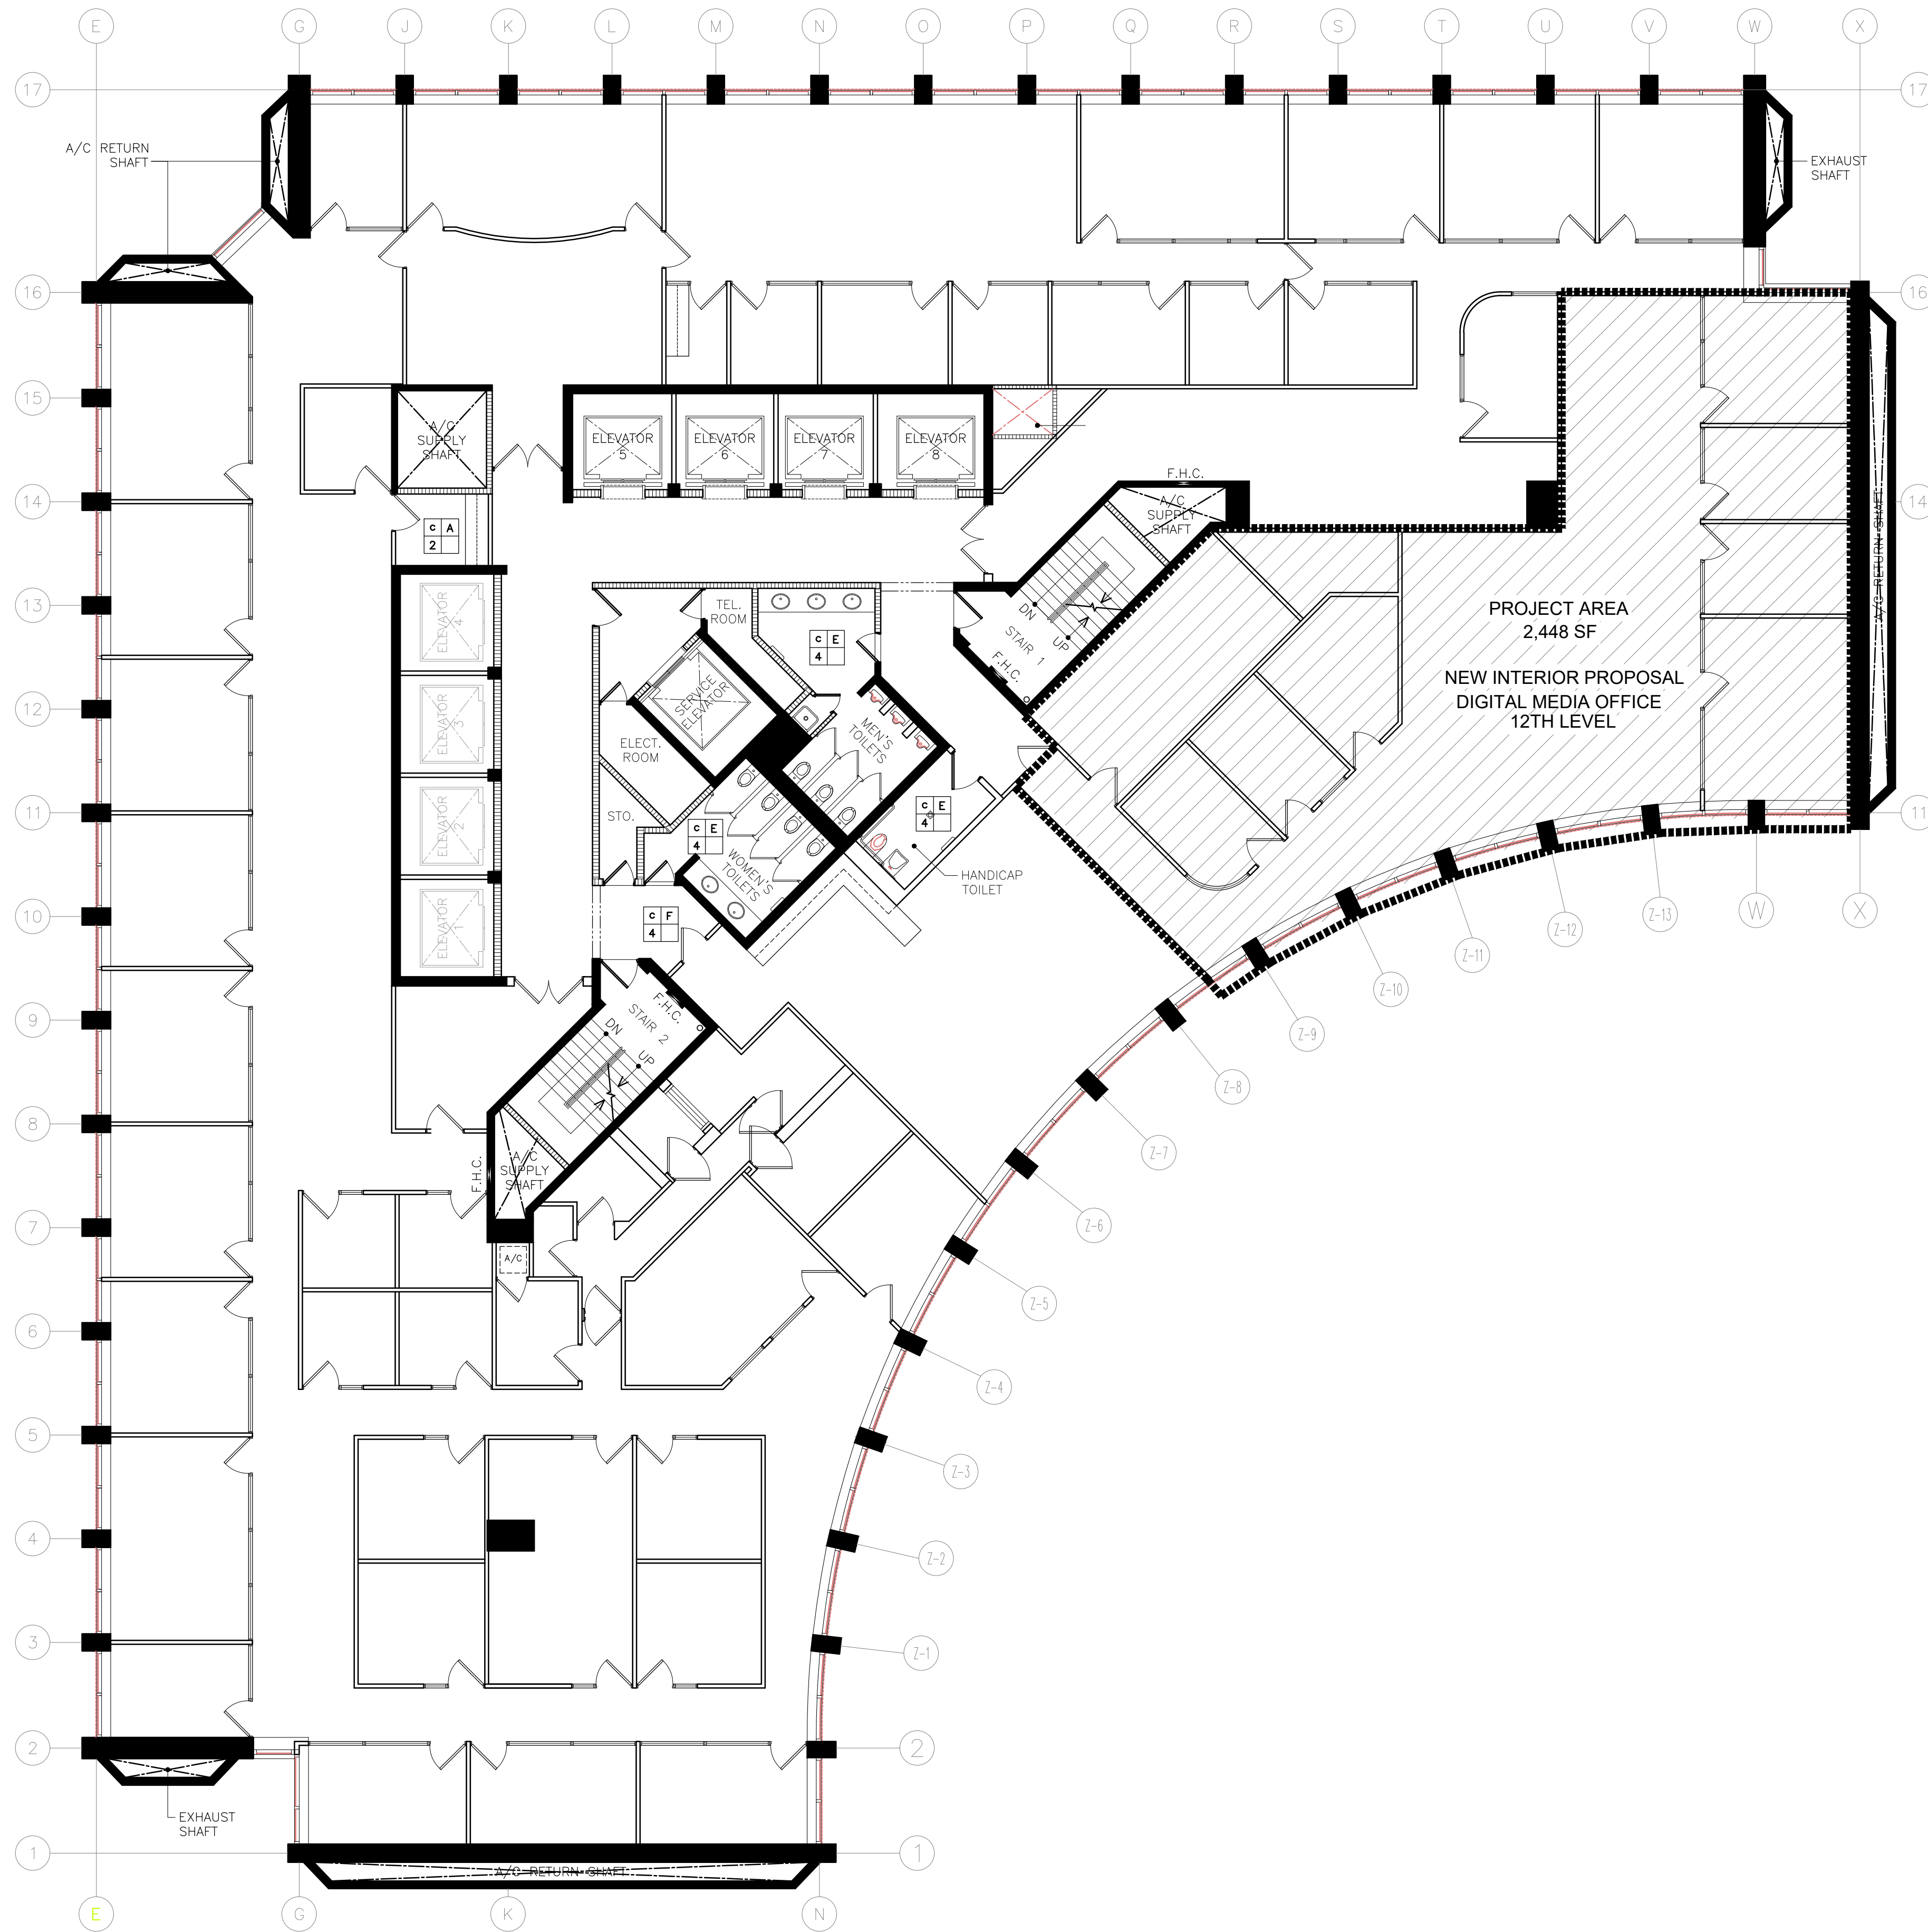 E
G
J
K
L
M
N
O
P
Q
R
S
T
U
V
W
X
17
17
A/C RETURN
SHAFT
EXHAUST
SHAFT
16
16
15
A/C
SUPPLY
SHAFT
ELEVATOR
5
ELEVATOR
6
ELEVATOR
7
ELEVATOR
8
F.H.C.
A/C
SUPPLY
SHAFT
14
14
A/C RETURN SHAFT
C A
2
13
ELEVATOR
4
TEL.
ROOM
C E
4
DN
UP
STAIR 1
F.H.C.
PROJECT AREA
2,448 SF
NEW INTERIOR PROPOSAL
DIGITAL MEDIA OFFICE
12TH LEVEL
12
ELEVATOR
3
SERVICE
ELEVATOR
ELECT.
ROOM
MEN'S
TOILETS
11
11
ELEVATOR
2
STO.
C E
4
C E
4
WOMEN'S
TOILETS
HANDICAP
TOILET
10
ELEVATOR
1
C F
4
W
X
Z-13
Z-12
Z-11
Z-10
Z-9
9
F.H.C.
STAIR 2
DN
UP
Z-8
8
Z-7
F.H.C.
A/C
SUPPLY
SHAFT
7
Z-6
A/C
6
Z-5
Z-4
5
Z-3
4
Z-2
3
Z-1
2
2
EXHAUST
SHAFT
1
1
A/C RETURN SHAFT
E
G
K
N